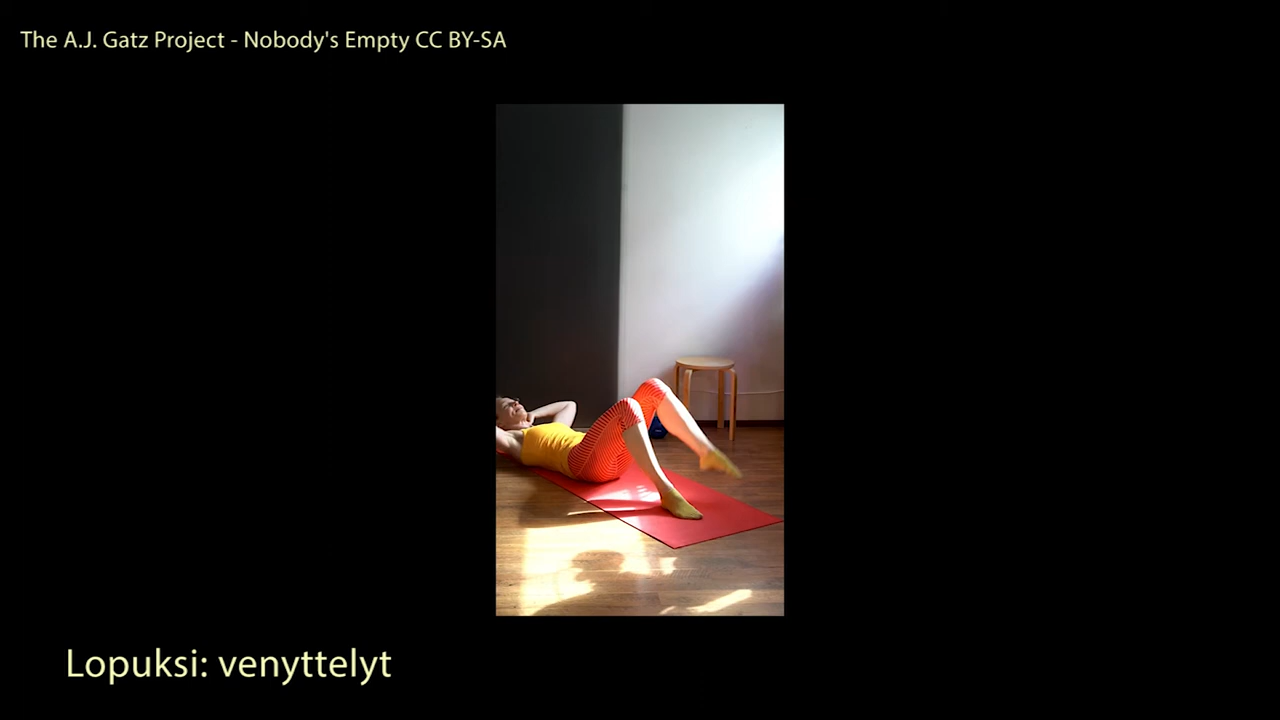 The A.J. Gatz Project - Nobody's Empty CC BY-SA
Lopuksi: venyttelyt